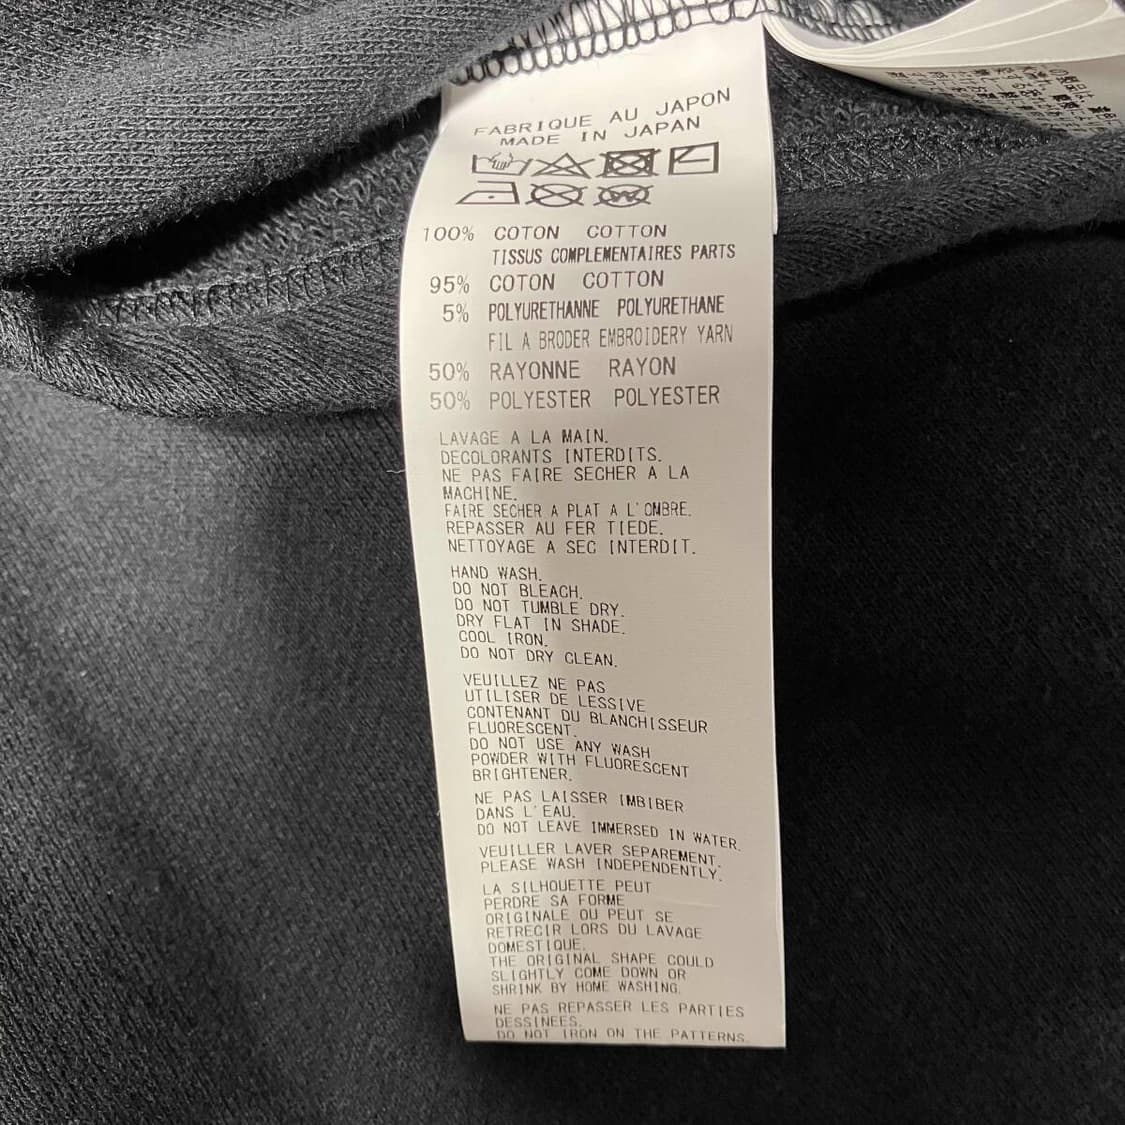 FABRIQUE AU JAPON
MADE IN JAPAN
100% COTON COTTON
TISSUS COMPLEMENTAIRES PARTS
95% COTON COTTON
5% POLYURETHANNE POLYURETHANE
FIL A BRODER EMBROIDERY YARN
50% RAYONNE RAYON
50% POLYESTER POLYESTER
LAVAGE A LA MAIN.
DECOLORANTS INTERDITS.
NE PAS FAIRE SECHER A LA
MACHINE.
FAIRE SECHER A PLAT A L'OMBRE.
REPASSER AU FER TIEDE.
NETTOYAGE A SEC INTERDIT.
HAND WASH.
DO NOT BLEACH.
DO NOT TUMBLE DRY.
DRY FLAT IN SHADE.
COOL IRON.
DO NOT DRY CLEAN.
VEUILLEZ NE PAS
UTILISER DE LESSIVE
CONTENANT DU BLANCHISSEUR
FLUORESCENT.
DO NOT USE ANY WASH
POWDER WITH FLUORESCENT
BRIGHTENER.
NE PAS LAISSER IMBIBER
DANS L'EAU.
DO NOT LEAVE IMMERSED IN WATER.
VEUILLER LAVER SEPAREMENT.
PLEASE WASH INDEPENDENTLY.
LA SILHOUETTE PEUT
PERDRE SA FORME
ORIGINALE OU PEUT SE
RETRECIR LORS DU LAVAGE
DOMESTIQUE.
THE ORIGINAL SHAPE COULD
SLIGHTLY COME DOWN OR
SHRINK BY HOME WASHING.
NE PAS REPASSER LES PARTIES
DESSINEES.
DO NOT IRON ON THE PATTERNS.